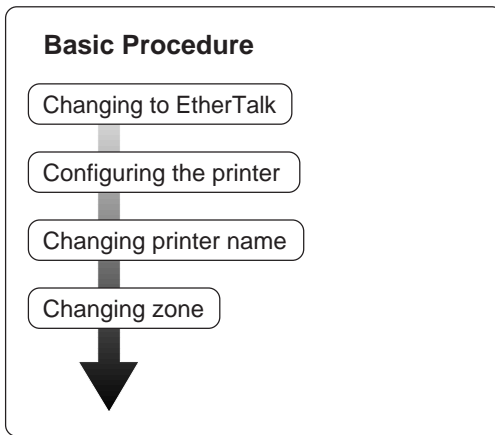 Basic Procedure
Changing to EtherTalk
Configuring the printer
Changing printer name
Changing zone